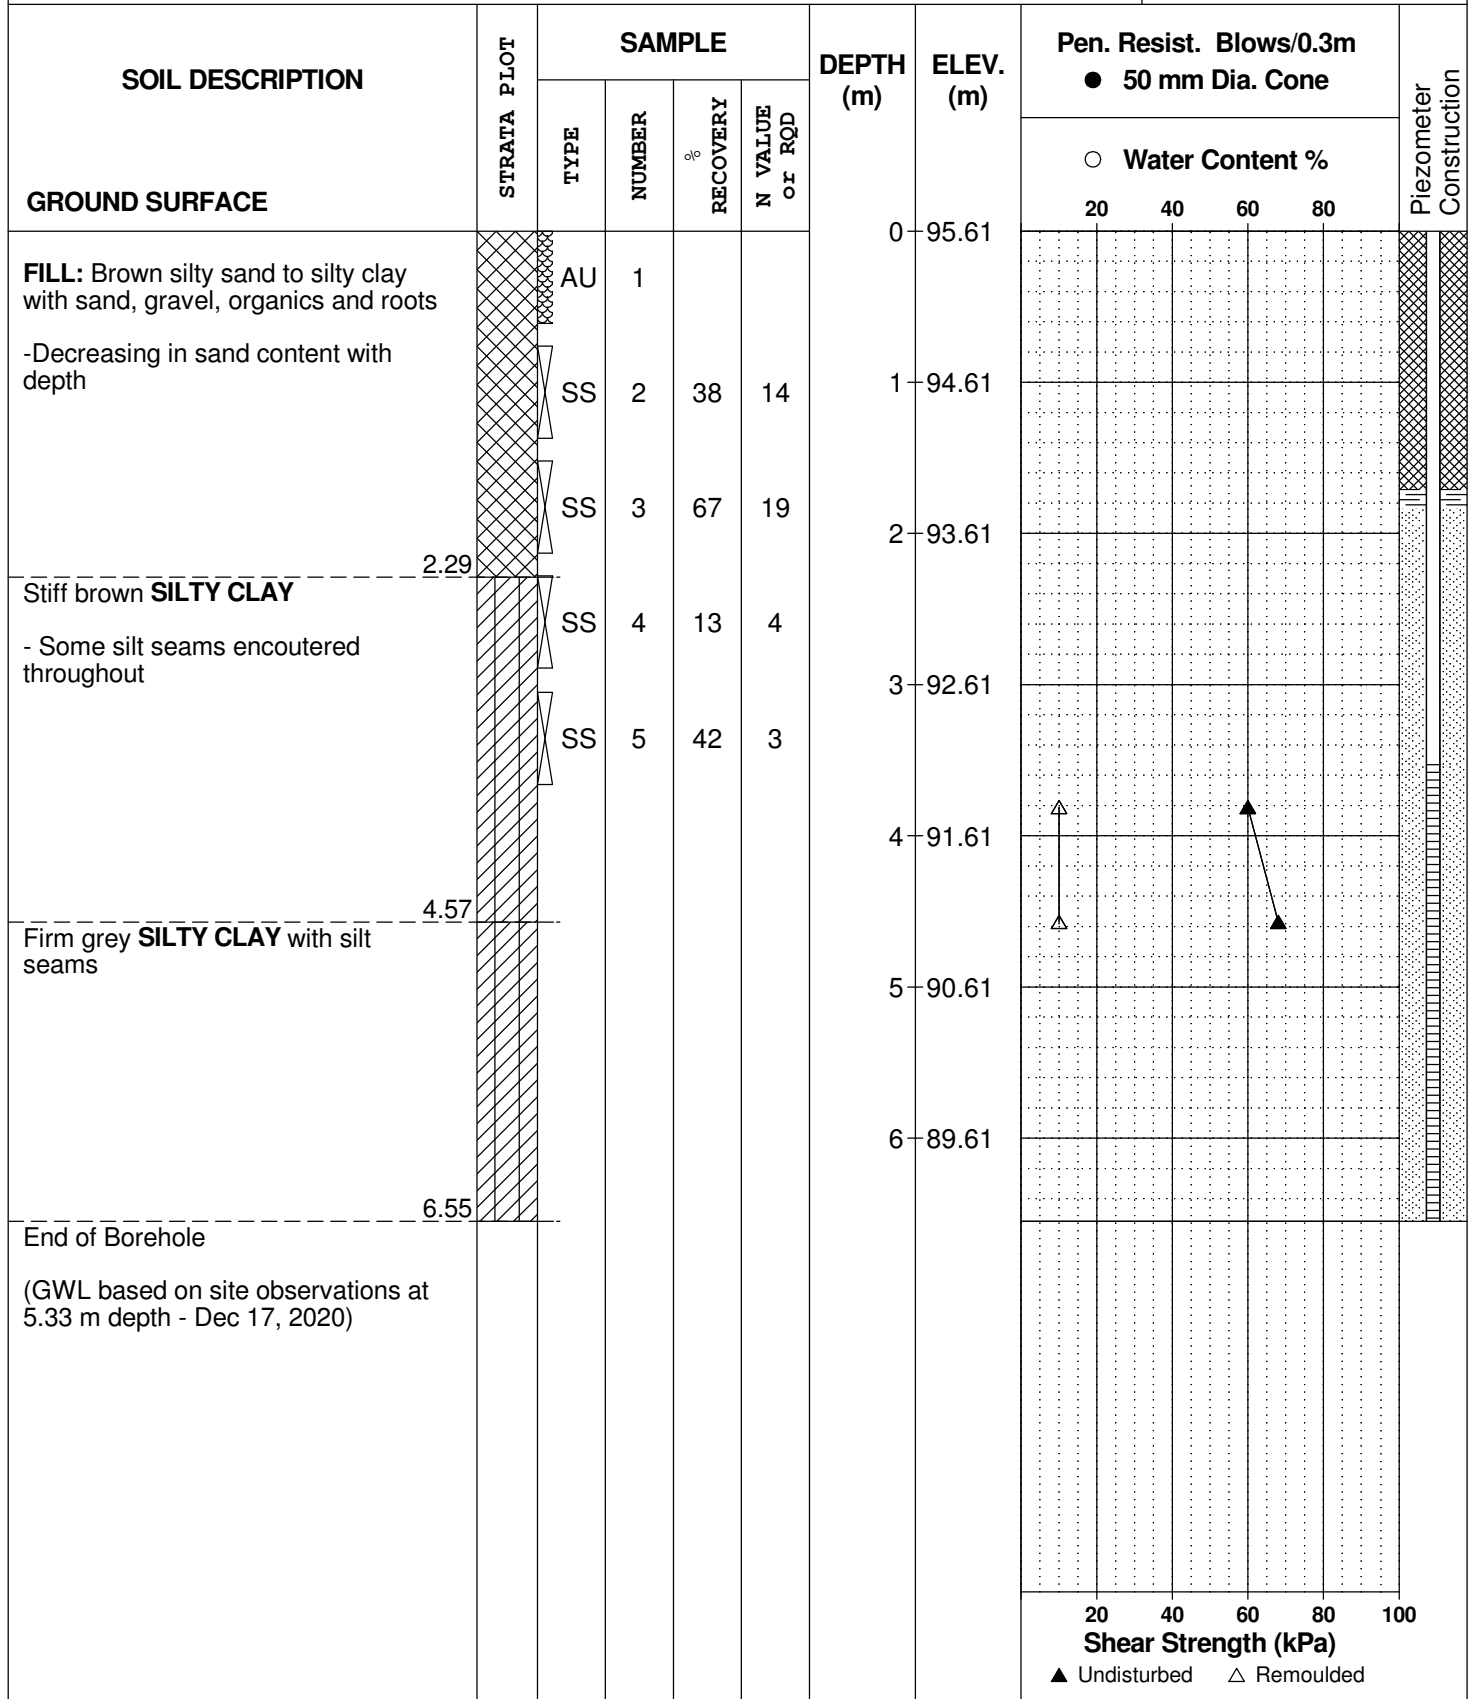 SOIL DESCRIPTION
GROUND SURFACE
STRATA PLOT
SAMPLE
TYPE
NUMBER
%
RECOVERY
N VALUE
or RQD
DEPTH
(m)
ELEV.
(m)
Pen. Resist. Blows/0.3m
● 50 mm Dia. Cone
○ Water Content %
20 40 60 80
Piezometer
Construction
0 95.61
FILL: Brown silty sand to silty clay
with sand, gravel, organics and roots
-Decreasing in sand content with
depth
AU 1
SS 2 38 14
1 94.61
SS 3 67 19
2 93.61
2.29
Stiff brown SILTY CLAY
- Some silt seams encoutered
throughout
SS 4 13 4
3 92.61
SS 5 42 3
4 91.61
4.57
Firm grey SILTY CLAY with silt
seams
5 90.61
6 89.61
6.55
End of Borehole
(GWL based on site observations at
5.33 m depth - Dec 17, 2020)
20 40 60 80 100
Shear Strength (kPa)
▲ Undisturbed △ Remoulded